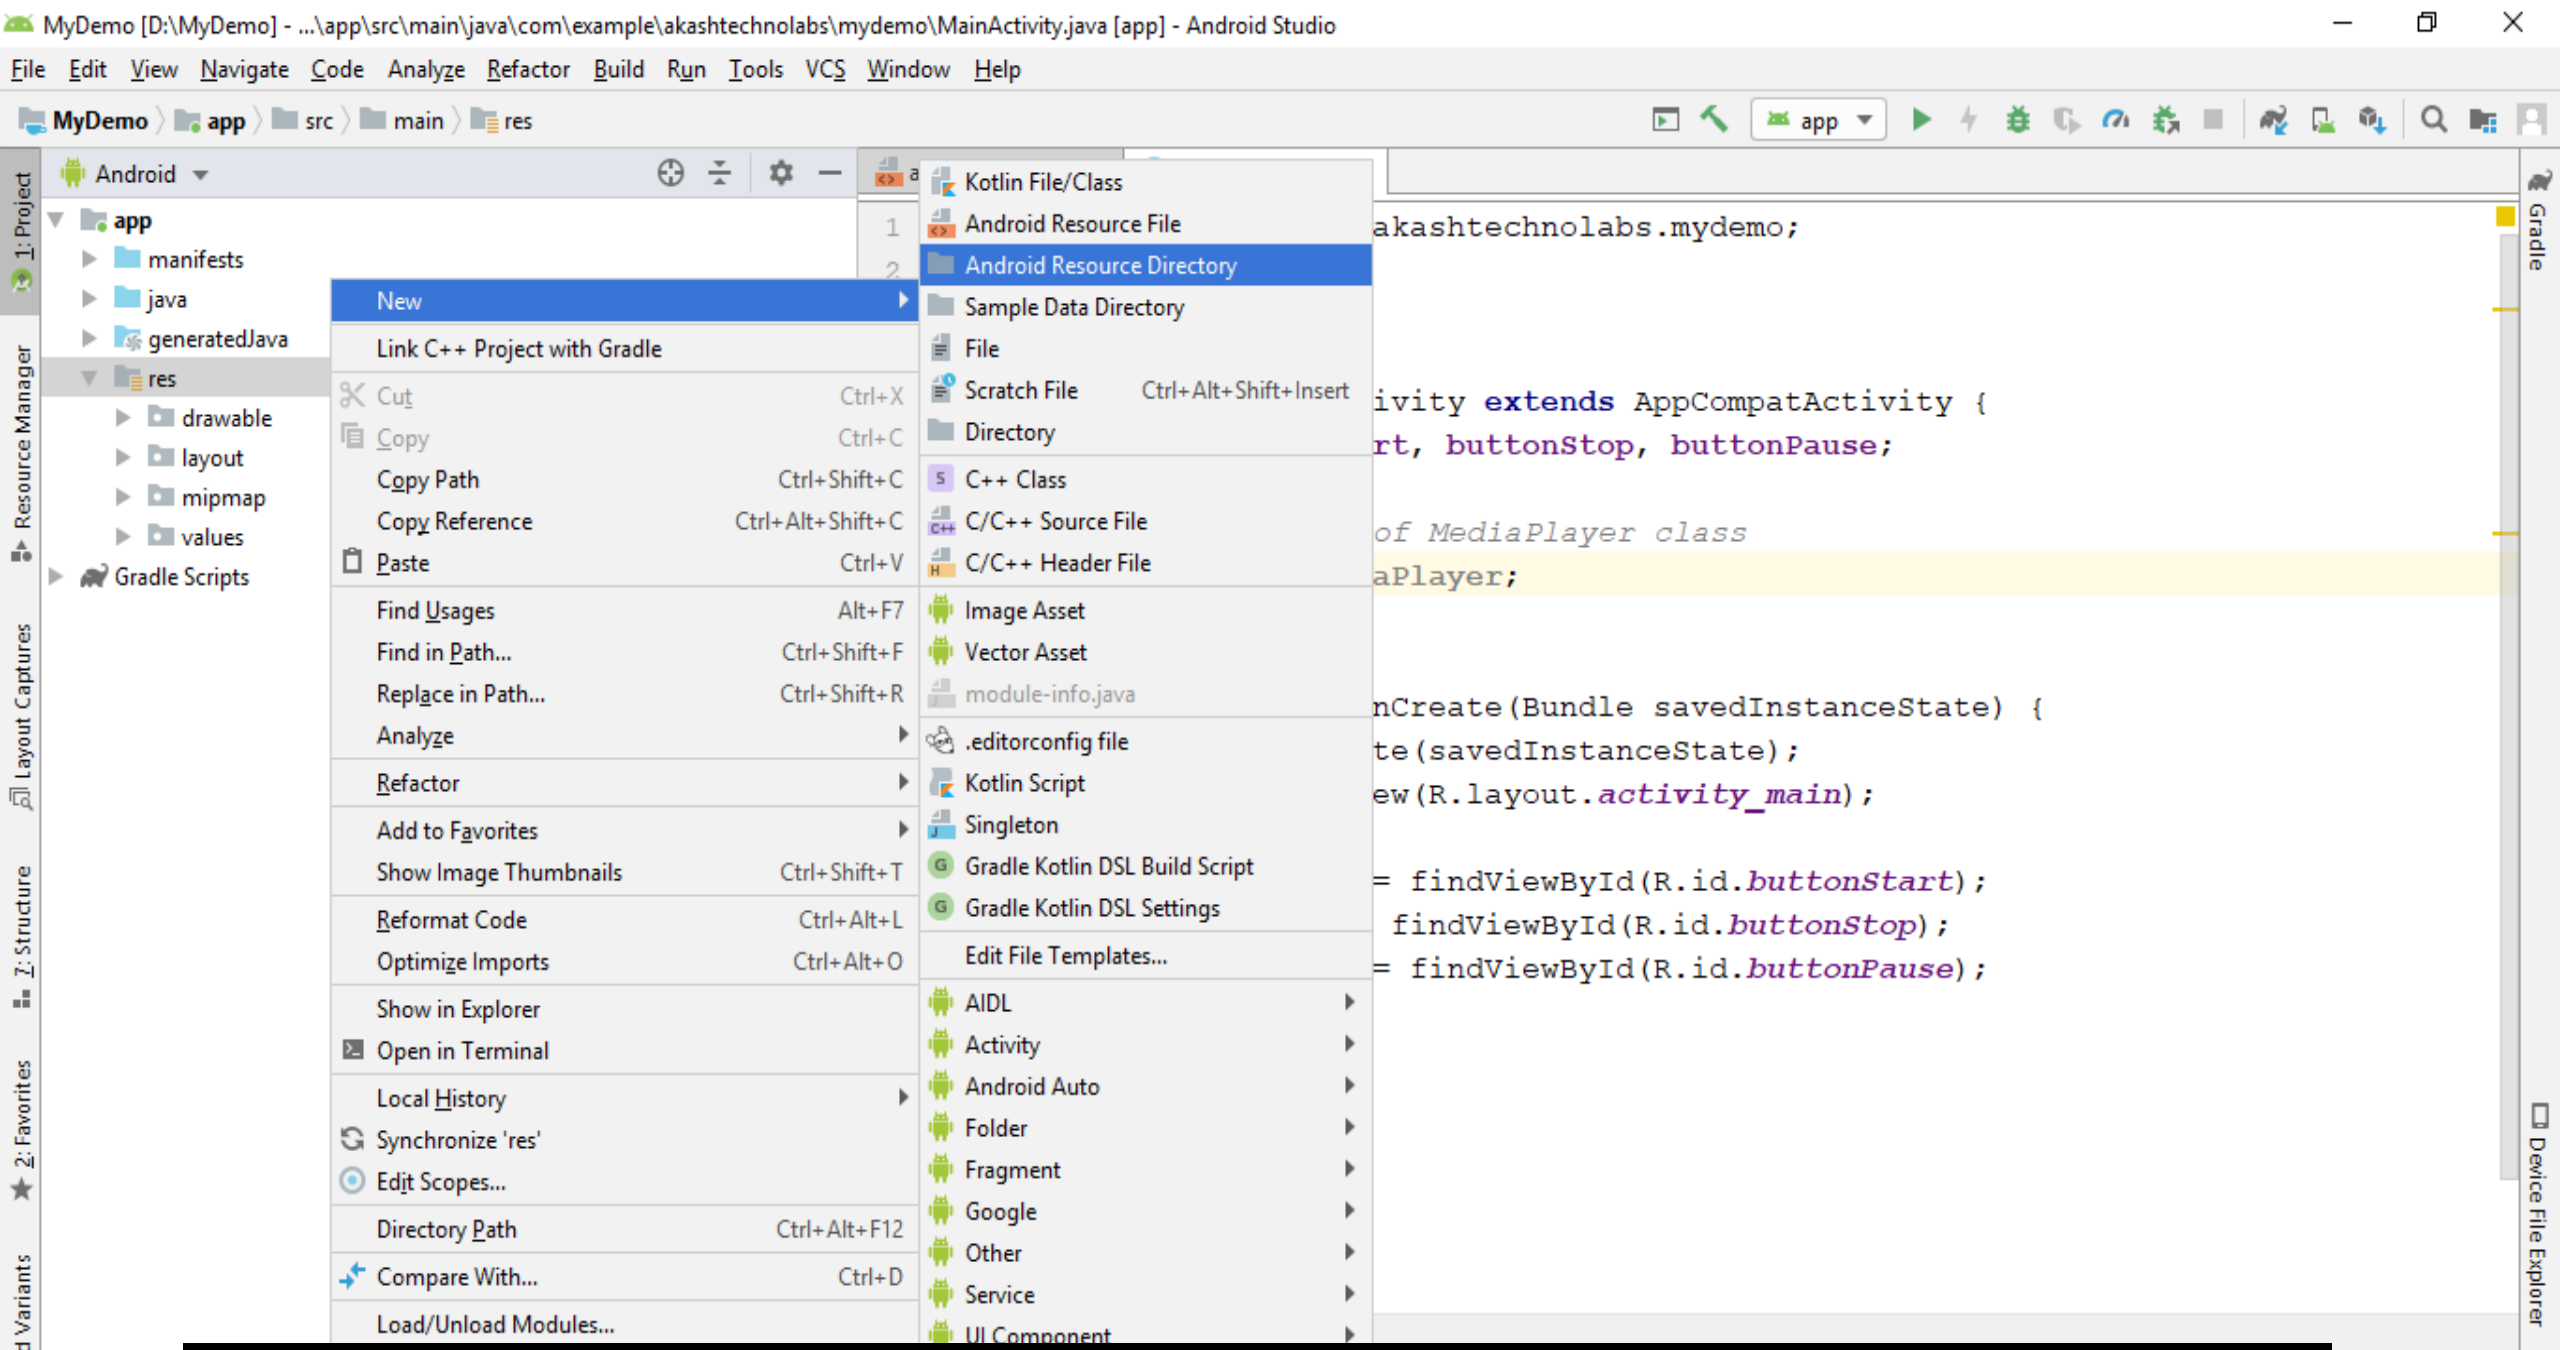 MyDemo [D:\MyDemo] - ...\app\src\main\java\com\example\akashtechnolabs\mydemo\MainActivity.java [app] - Android Studio
File Edit View Navigate Code Analyze Refactor Build Run Tools VCS Window Help
MyDemo app src main res
app
1: Project
Resource Manager
Layout Captures
7: Structure
2: Favorites
Variants
Android
app
manifests
java
generatedJava
res
drawable
layout
mipmap
values
Gradle Scripts
New
Link C++ Project with Gradle
Cut Ctrl+X
Copy Ctrl+C
Copy Path Ctrl+Shift+C
Copy Reference Ctrl+Alt+Shift+C
Paste Ctrl+V
Find Usages Alt+F7
Find in Path... Ctrl+Shift+F
Replace in Path... Ctrl+Shift+R
Analyze
Refactor
Add to Favorites
Show Image Thumbnails Ctrl+Shift+T
Reformat Code Ctrl+Alt+L
Optimize Imports Ctrl+Alt+O
Show in Explorer
Open in Terminal
Local History
Synchronize 'res'
Edit Scopes...
Directory Path Ctrl+Alt+F12
Compare With... Ctrl+D
Load/Unload Modules...
Kotlin File/Class
Android Resource File
Android Resource Directory
Sample Data Directory
File
Scratch File Ctrl+Alt+Shift+Insert
Directory
C++ Class
C/C++ Source File
C/C++ Header File
Image Asset
Vector Asset
module-info.java
.editorconfig file
Kotlin Script
Singleton
Gradle Kotlin DSL Build Script
Gradle Kotlin DSL Settings
Edit File Templates...
AIDL
Activity
Android Auto
Folder
Fragment
Google
Other
Service
UI Component
1
2
akashtechnolabs.mydemo;
ivity extends AppCompatActivity {
rt, buttonStop, buttonPause;
of MediaPlayer class
aPlayer;
nCreate(Bundle savedInstanceState) {
te(savedInstanceState);
ew(R.layout.activity_main);
= findViewById(R.id.buttonStart);
findViewById(R.id.buttonStop);
= findViewById(R.id.buttonPause);
Gradle
Device File Explorer